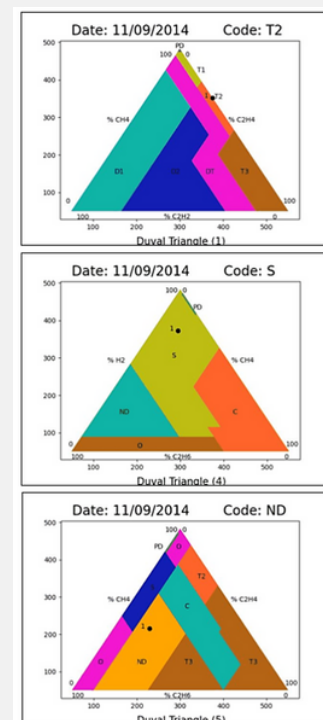 Date: 11/09/2014 Code: T2
500
PD
100 0
T1
400
1 T2
% CH4 % C2H4
300
200
D1 D2 DT T3
100
0 0
100 100
% C2H2
100 200 300 400 500
Duval Triangle (1)
Date: 11/09/2014 Code: S
500
100 0
PD
400
1
% H2 S % CH4
300
200
ND C
100
O
0 100
100 0
% C2H6
100 200 300 400 500
Duval Triangle (4)
Date: 11/09/2014 Code: ND
500
100 0
PD O
400
T2
% CH4 C % C2H4
300
1
200
O ND T3 T3
100
0 100
100 0
% C2H6
100 200 300 400 500
Duval Triangle (5)